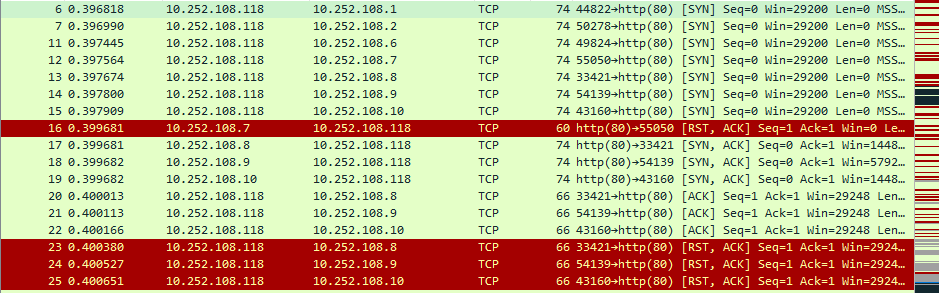 6 0.396818 10.252.108.118 10.252.108.1 TCP 74 44822→http(80) [SYN] Seq=0 Win=29200 Len=0 MSS…
7 0.396990 10.252.108.118 10.252.108.2 TCP 74 50278→http(80) [SYN] Seq=0 Win=29200 Len=0 MSS…
11 0.397445 10.252.108.118 10.252.108.6 TCP 74 49824→http(80) [SYN] Seq=0 Win=29200 Len=0 MSS…
12 0.397564 10.252.108.118 10.252.108.7 TCP 74 55050→http(80) [SYN] Seq=0 Win=29200 Len=0 MSS…
13 0.397674 10.252.108.118 10.252.108.8 TCP 74 33421→http(80) [SYN] Seq=0 Win=29200 Len=0 MSS…
14 0.397800 10.252.108.118 10.252.108.9 TCP 74 54139→http(80) [SYN] Seq=0 Win=29200 Len=0 MSS…
15 0.397909 10.252.108.118 10.252.108.10 TCP 74 43160→http(80) [SYN] Seq=0 Win=29200 Len=0 MSS…
16 0.399681 10.252.108.7 10.252.108.118 TCP 60 http(80)→55050 [RST, ACK] Seq=1 Ack=1 Win=0 Le…
17 0.399681 10.252.108.8 10.252.108.118 TCP 74 http(80)→33421 [SYN, ACK] Seq=0 Ack=1 Win=1448…
18 0.399682 10.252.108.9 10.252.108.118 TCP 74 http(80)→54139 [SYN, ACK] Seq=0 Ack=1 Win=5792…
19 0.399682 10.252.108.10 10.252.108.118 TCP 74 http(80)→43160 [SYN, ACK] Seq=0 Ack=1 Win=1448…
20 0.400013 10.252.108.118 10.252.108.8 TCP 66 33421→http(80) [ACK] Seq=1 Ack=1 Win=29248 Len…
21 0.400113 10.252.108.118 10.252.108.9 TCP 66 54139→http(80) [ACK] Seq=1 Ack=1 Win=29248 Len…
22 0.400166 10.252.108.118 10.252.108.10 TCP 66 43160→http(80) [ACK] Seq=1 Ack=1 Win=29248 Len…
23 0.400380 10.252.108.118 10.252.108.8 TCP 66 33421→http(80) [RST, ACK] Seq=1 Ack=1 Win=2924…
24 0.400527 10.252.108.118 10.252.108.9 TCP 66 54139→http(80) [RST, ACK] Seq=1 Ack=1 Win=2924…
25 0.400651 10.252.108.118 10.252.108.10 TCP 66 43160→http(80) [RST, ACK] Seq=1 Ack=1 Win=2924…